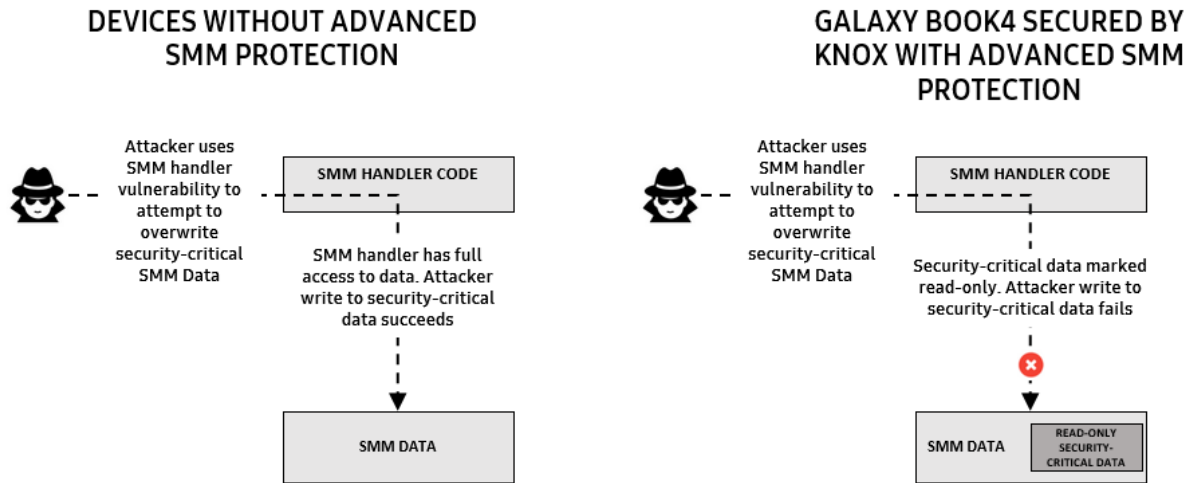 DEVICES WITHOUT ADVANCED
SMM PROTECTION
Attacker uses
SMM handler
vulnerability to
attempt to
overwrite
security-critical
SMM Data
SMM HANDLER CODE
SMM handler has full
access to data. Attacker
write to security-critical
data succeeds
SMM DATA
GALAXY BOOK4 SECURED BY
KNOX WITH ADVANCED SMM
PROTECTION
Attacker uses
SMM handler
vulnerability to
attempt to
overwrite
security-critical
SMM Data
SMM HANDLER CODE
Security-critical data marked
read-only. Attacker write to
security-critical data fails
SMM DATA
READ-ONLY
SECURITY-
CRITICAL DATA